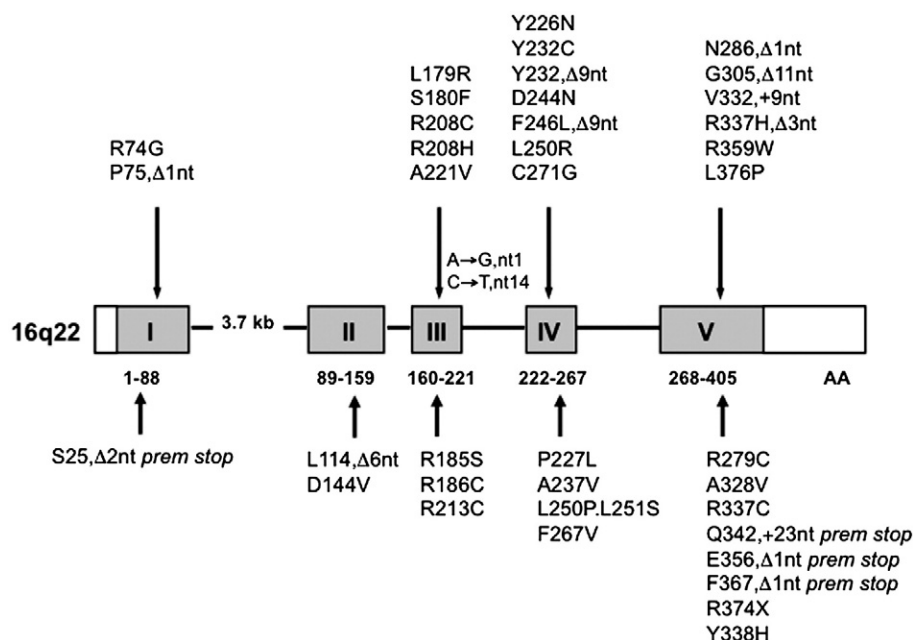 R74G
P75,Δ1nt
L179R
S180F
R208C
R208H
A221V
Y226N
Y232C
Y232,Δ9nt
D244N
F246L,Δ9nt
L250R
C271G
N286,Δ1nt
G305,Δ11nt
V332,+9nt
R337H,Δ3nt
R359W
L376P
A→G,nt1
C→T,nt14
16q22
I
3.7 kb
II
III
IV
V
1-88
89-159
160-221
222-267
268-405
AA
S25,Δ2nt prem stop
L114,Δ6nt
D144V
R185S
R186C
R213C
P227L
A237V
L250P.L251S
F267V
R279C
A328V
R337C
Q342,+23nt prem stop
E356,Δ1nt prem stop
F367,Δ1nt prem stop
R374X
Y338H